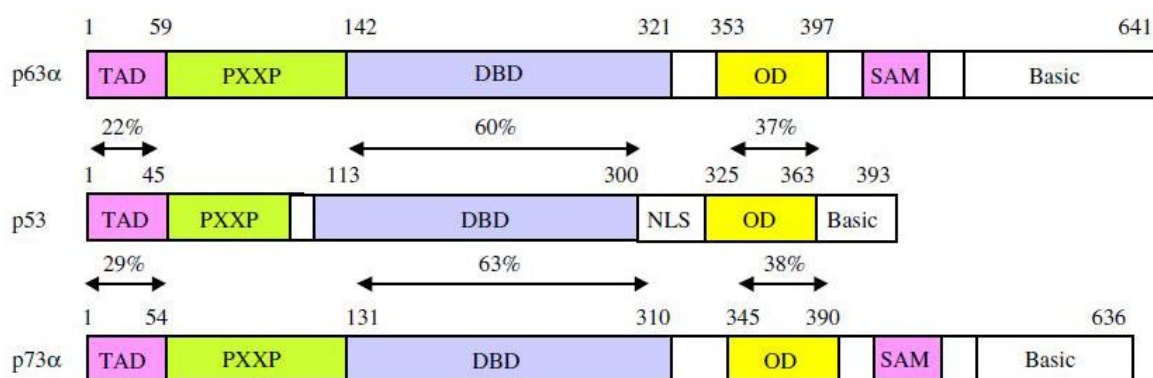 1 59 142 321 353 397 641
p63α TAD PXXP DBD OD SAM Basic
22% 60% 37%
1 45 113 300 325 363 393
p53 TAD PXXP DBD NLS OD Basic
29% 63% 38%
1 54 131 310 345 390 636
p73α TAD PXXP DBD OD SAM Basic